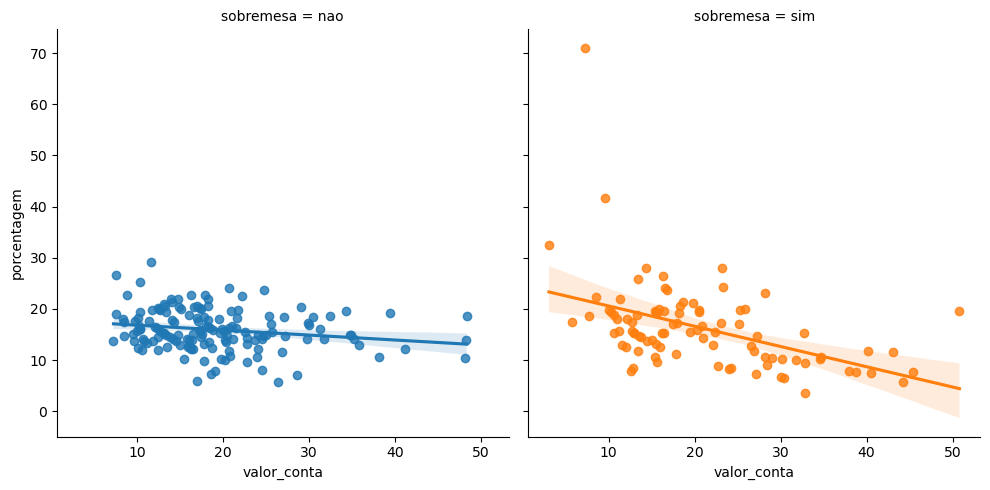 sobremesa = nao
sobremesa = sim
70
60
50
40
30
20
10
0
porcentagem
10 20 30 40 50
10 20 30 40 50
valor_conta
valor_conta